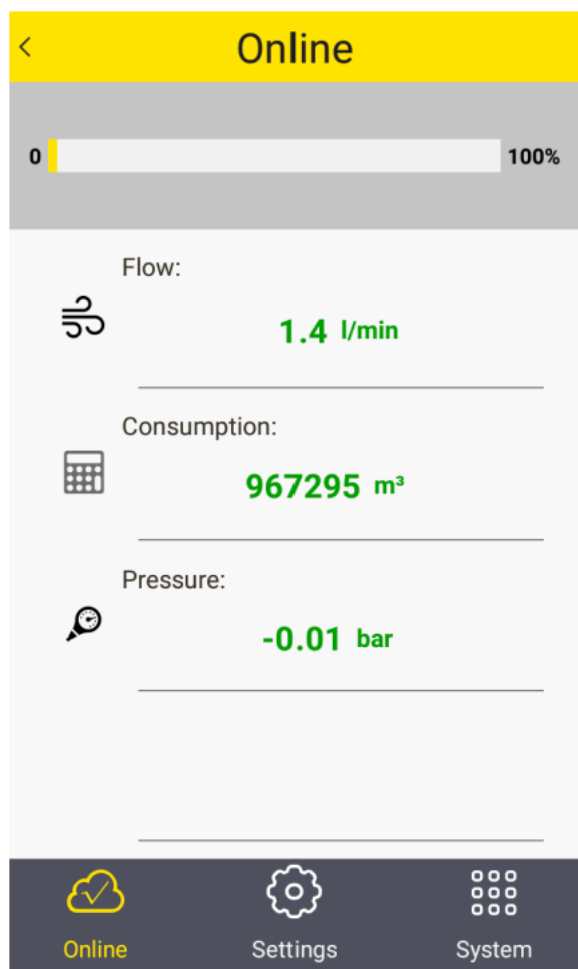 Online
0 100%
Flow:
1.4 l/min
Consumption:
967295 m³
Pressure:
-0.01 bar
Online Settings System